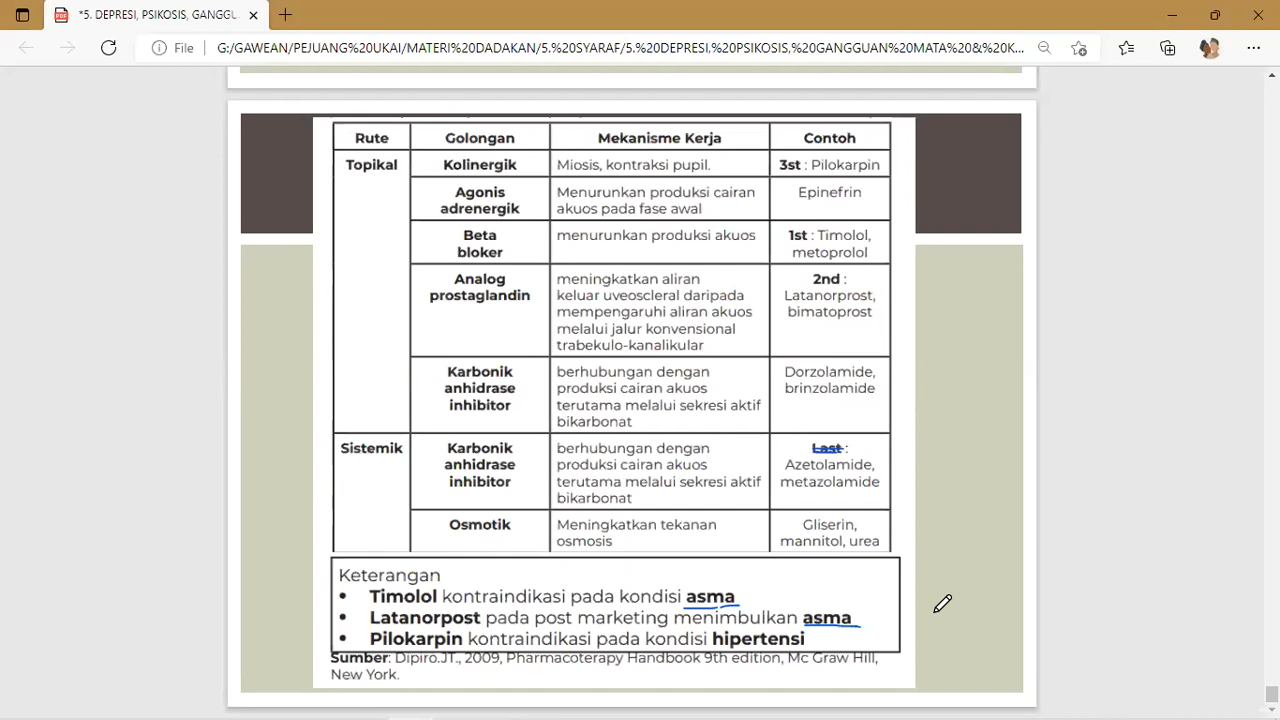 *5. DEPRESI, PSIKOSIS, GANGGU
File
G:/GAWEAN/PEJUANG%20UKAI/MATERI%20DADAKAN/5.%20SYARAF/5.%20DEPRESI,%20PSIKOSIS,%20GANGGUAN%20MATA%20&%20K...
Rute Golongan Mekanisme Kerja Contoh
Topikal Kolinergik Miosis, kontraksi pupil. 3st : Pilokarpin
Agonis Menurunkan produksi cairan Epinefrin
adrenergik akuos pada fase awal
Beta menurunkan produksi akuos 1st : Timolol,
bloker metoprolol
Analog meningkatkan aliran 2nd :
prostaglandin keluar uveoscleral daripada Latanorprost,
mempengaruhi aliran akuos bimatoprost
melalui jalur konvensional
trabekulo-kanalikular
Karbonik berhubungan dengan Dorzolamide,
anhidrase produksi cairan akuos brinzolamide
inhibitor terutama melalui sekresi aktif
bikarbonat
Sistemik Karbonik berhubungan dengan Last :
anhidrase produksi cairan akuos Azetolamide,
inhibitor terutama melalui sekresi aktif metazolamide
bikarbonat
Osmotik Meningkatkan tekanan Gliserin,
osmosis mannitol, urea
Keterangan
• Timolol kontraindikasi pada kondisi asma
• Latanorpost pada post marketing menimbulkan asma
• Pilokarpin kontraindikasi pada kondisi hipertensi
Sumber: Dipiro.JT., 2009, Pharmacoterapy Handbook 9th edition, Mc Graw Hill,
New York.